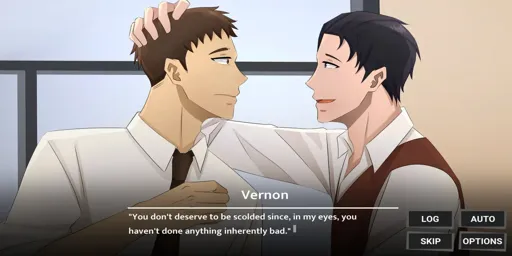 Vernon
"You don't deserve to be scolded since, in my eyes, you
haven't done anything inherently bad."
LOG
AUTO
SKIP
OPTIONS